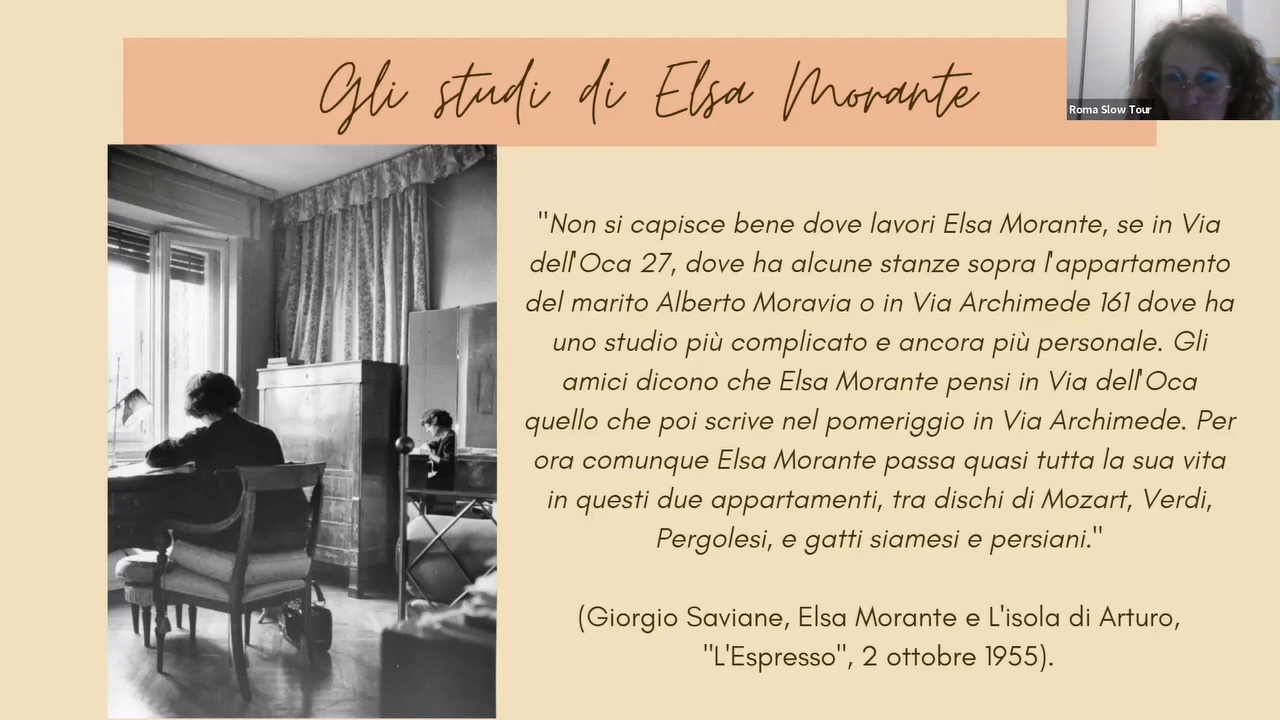 Gli studi di Elsa Morante
Roma Slow Tour
"Non si capisce bene dove lavori Elsa Morante, se in Via
dell'Oca 27, dove ha alcune stanze sopra l'appartamento
del marito Alberto Moravia o in Via Archimede 161 dove ha
uno studio più complicato e ancora più personale. Gli
amici dicono che Elsa Morante pensi in Via dell'Oca
quello che poi scrive nel pomeriggio in Via Archimede. Per
ora comunque Elsa Morante passa quasi tutta la sua vita
in questi due appartamenti, tra dischi di Mozart, Verdi,
Pergolesi, e gatti siamesi e persiani."
(Giorgio Saviane, Elsa Morante e L'isola di Arturo,
"L'Espresso", 2 ottobre 1955).